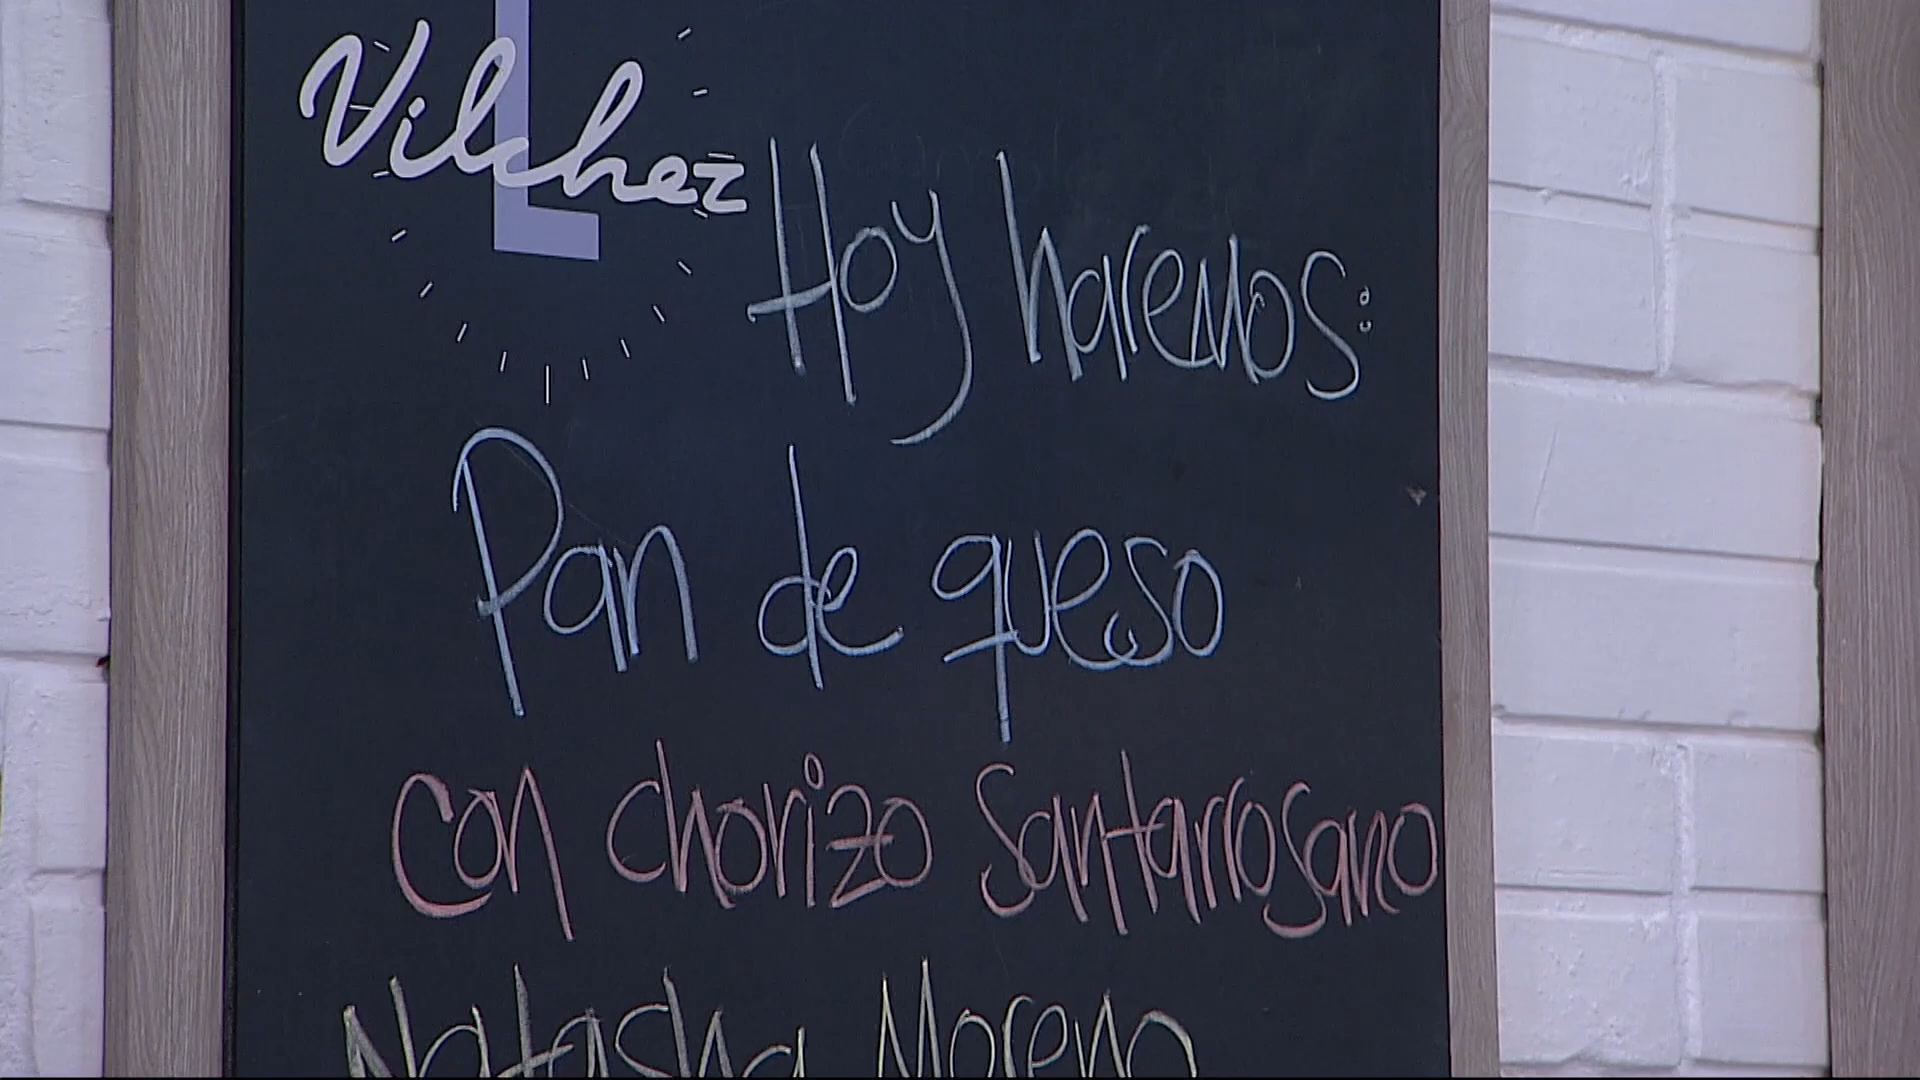 L
Vilchez
Hoy haremos:
Pan de queso
con chorizo Santarrosano
Natasha Moreno